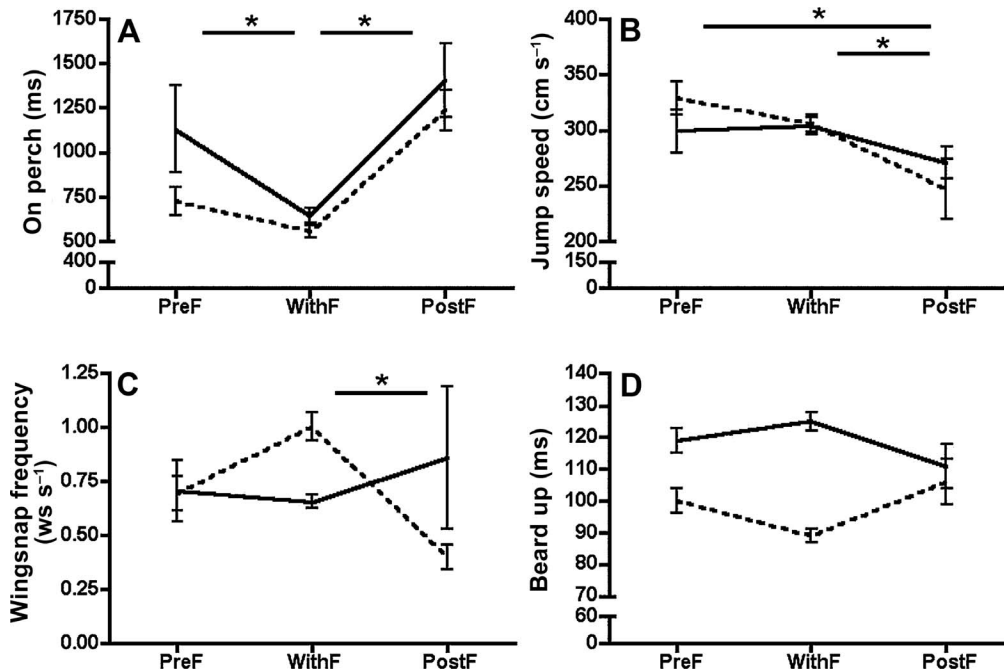 A
On perch (ms)
1750
1500
1250
1000
750
500
400
0
* *
PreF WithF PostF
B
Jump speed (cm s⁻¹)
400
350
300
250
200
150
0
*
*
PreF WithF PostF
C
Wingsnap frequency
(ws s⁻¹)
1.25
1.00
0.75
0.50
0.25
0.00
*
PreF WithF PostF
D
Beard up (ms)
140
130
120
110
100
90
80
70
60
0
PreF WithF PostF